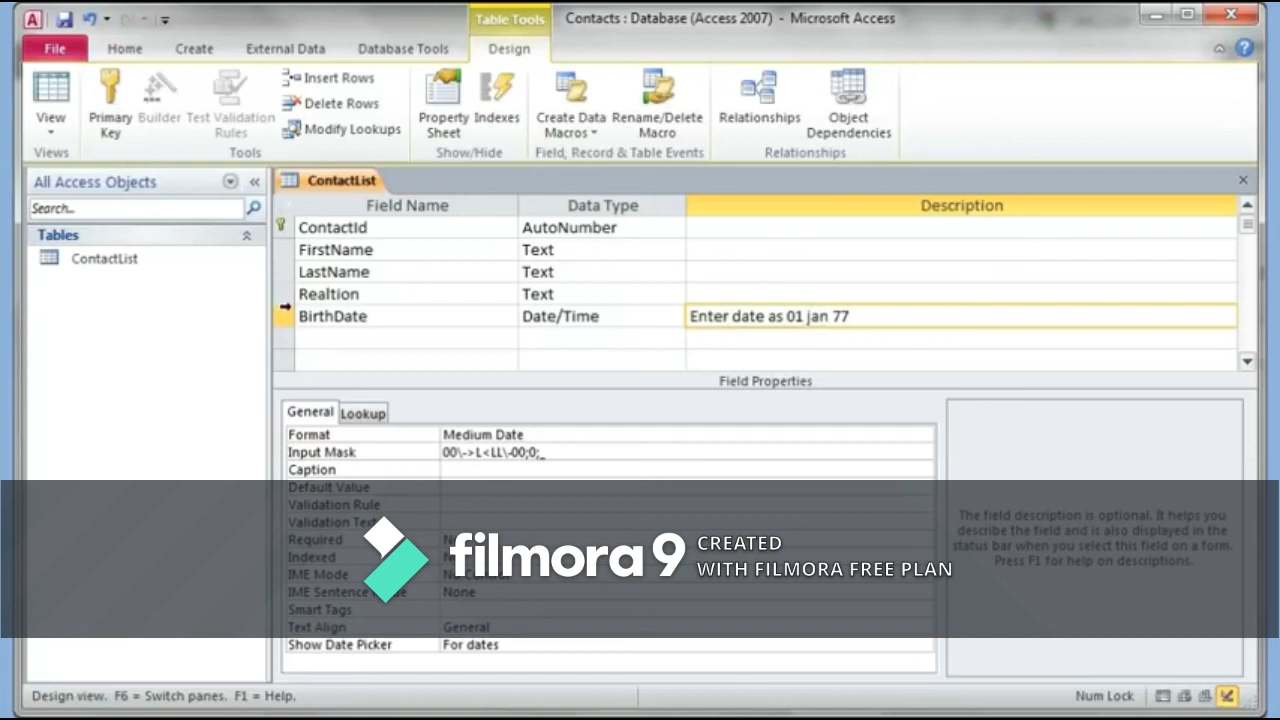 Table Tools
Contacts : Database (Access 2007) - Microsoft Access
File Home Create External Data Database Tools Design
View
Primary Key
Builder
Test Validation Rules
Insert Rows
Delete Rows
Modify Lookups
Property Sheet
Indexes
Create Data Macros
Rename/Delete Macro
Relationships
Object Dependencies
Views Tools Show/Hide Field, Record & Table Events Relationships
All Access Objects
Search...
Tables
ContactList
ContactList
Field Name Data Type Description
ContactId AutoNumber
FirstName Text
LastName Text
Realtion Text
BirthDate Date/Time Enter date as 01 jan 77
Field Properties
General Lookup
Format Medium Date
Input Mask 00\->L<LL\-00;0;_
Caption
Default Value
Validation Rule
Validation Text
Required
Indexed
IME Mode No Control
IME Sentence None
Smart Tags
Text Align General
Show Date Picker For dates
The field description is optional. It helps you
describe the field and is also displayed in the
status bar when you select this field on a form.
Press F1 for help on descriptions.
filmora 9
CREATED
WITH FILMORA FREE PLAN
Design view. F6 = Switch panes. F1 = Help.
Num Lock